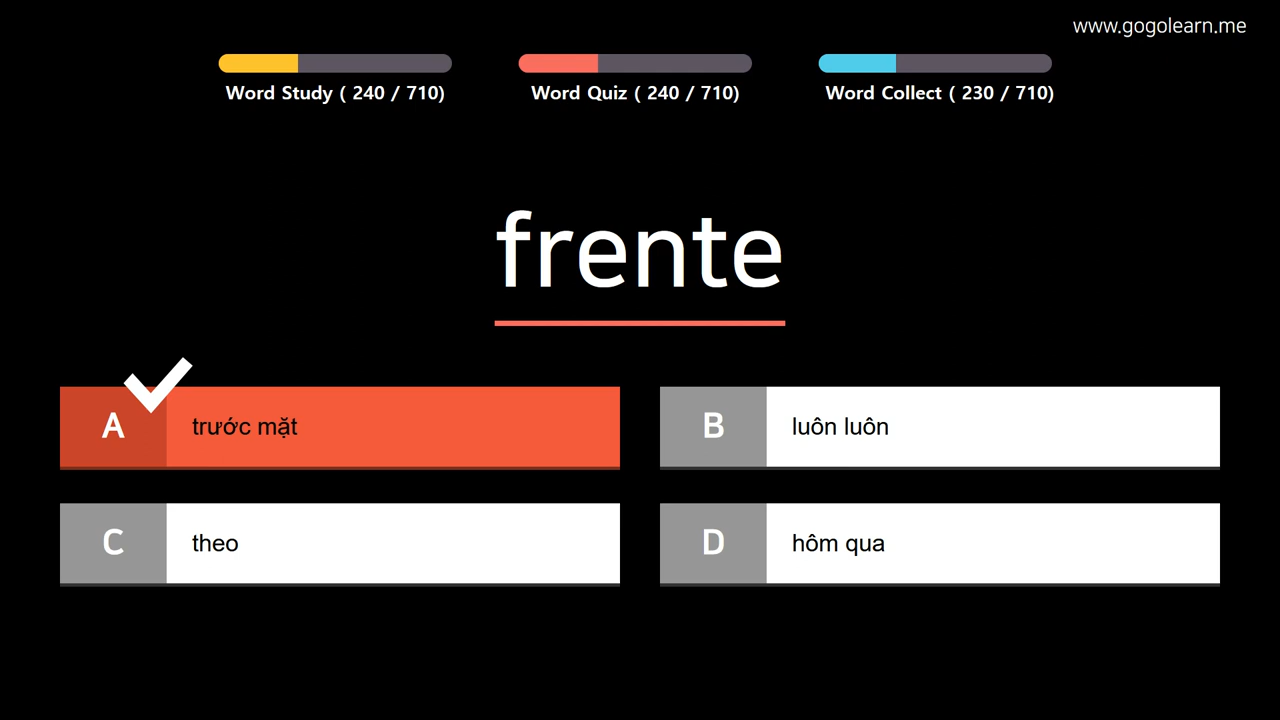 www.gogolearn.me
Word Study ( 240 / 710)
Word Quiz ( 240 / 710)
Word Collect ( 230 / 710)
frente
A trước mặt
B luôn luôn
C theo
D hôm qua